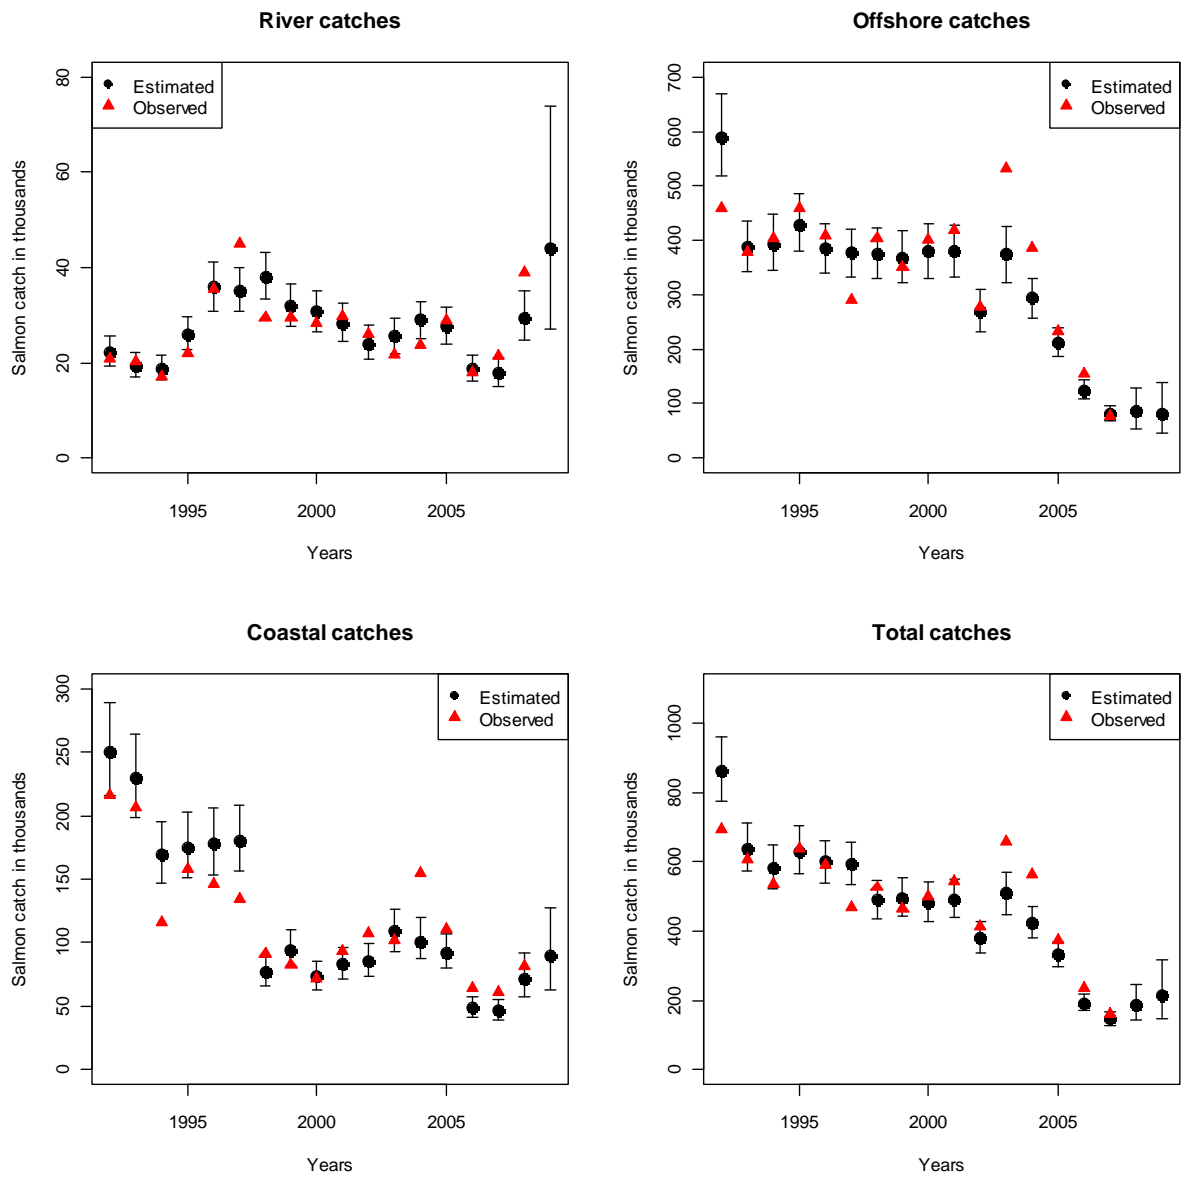 River catches
Estimated
Observed
Salmon catch in thousands
80
60
40
20
0
1995 2000 2005
Years
Offshore catches
Estimated
Observed
Salmon catch in thousands
700
600
500
400
300
200
100
0
1995 2000 2005
Years
Coastal catches
Estimated
Observed
Salmon catch in thousands
300
250
200
150
100
50
0
1995 2000 2005
Years
Total catches
Estimated
Observed
Salmon catch in thousands
1000
800
600
400
200
0
1995 2000 2005
Years